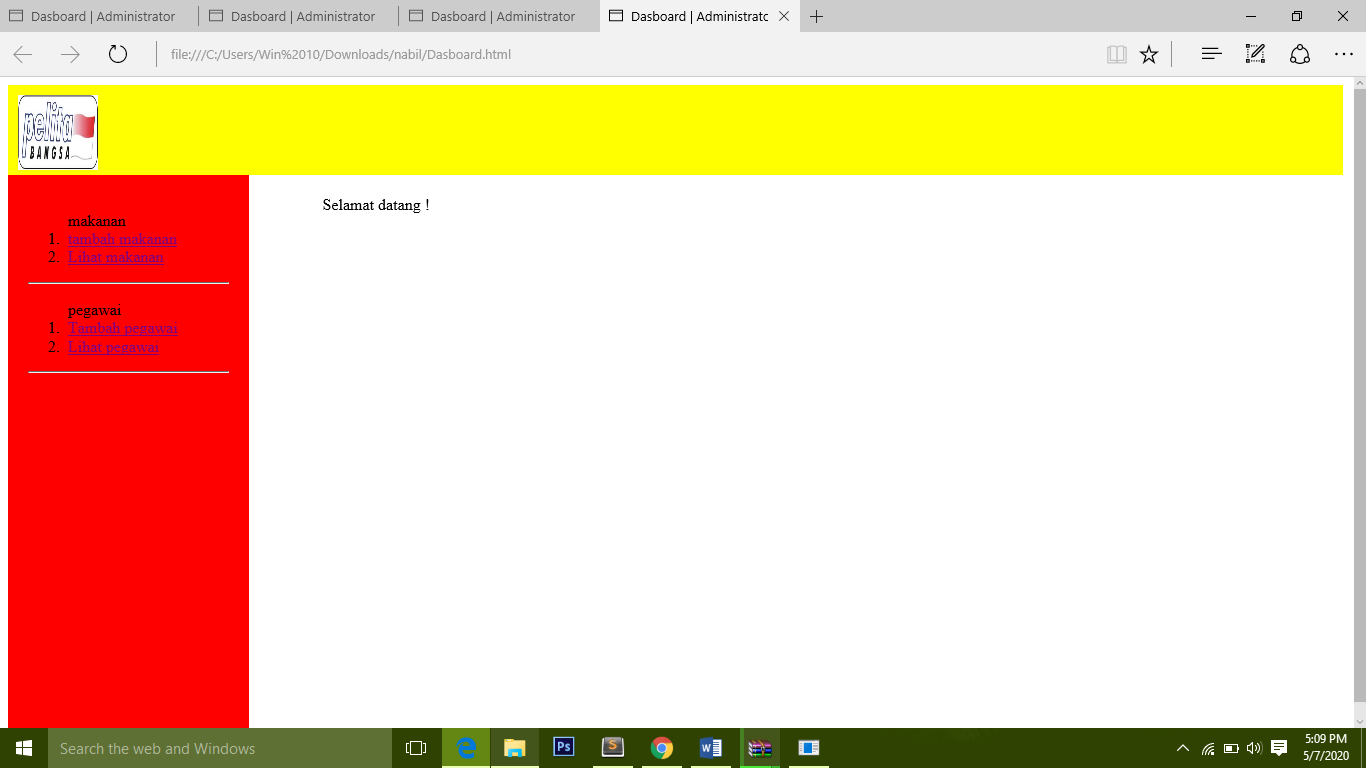 Dasboard | Administrator
Dasboard | Administrator
Dasboard | Administrator
Dasboard | Administratc
file:///C:/Users/Win%2010/Downloads/nabil/Dasboard.html
pelita
BANGSA
Selamat datang !
makanan
1. tambah makanan
2. Lihat makanan
pegawai
1. Tambah pegawai
2. Lihat pegawai
Search the web and Windows
Ps
S
W
5:09 PM
5/7/2020